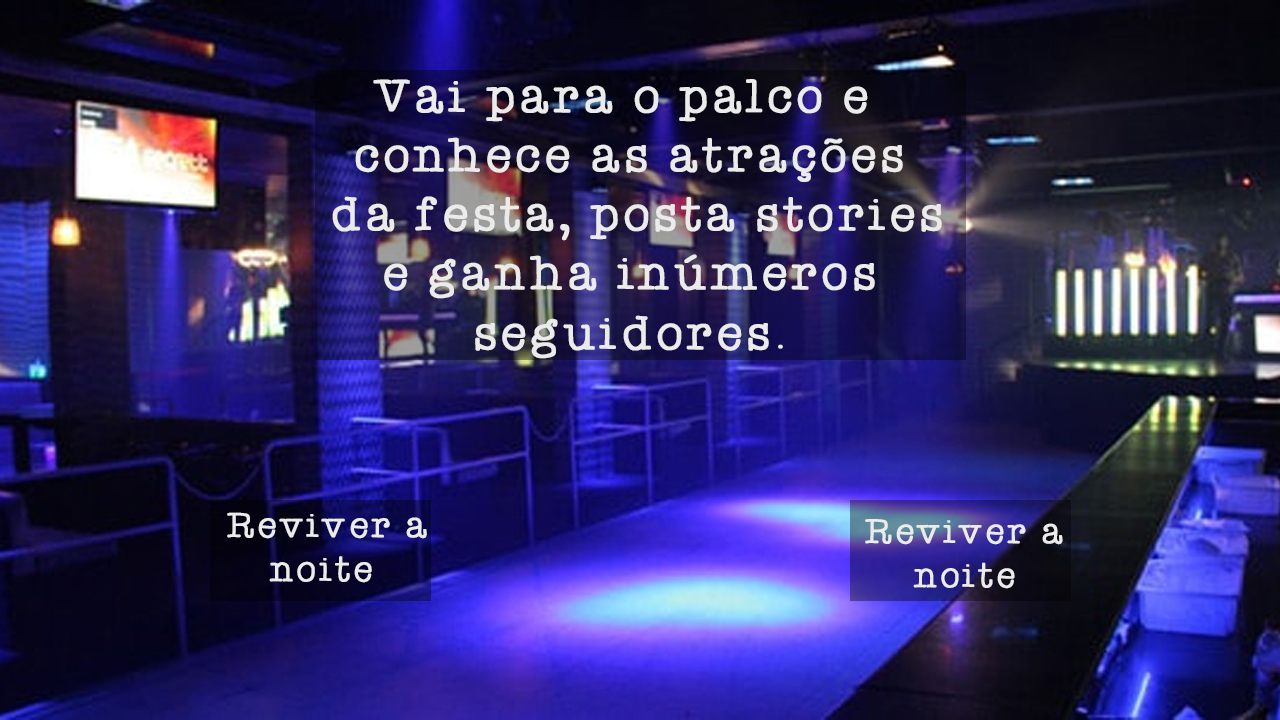 Vai para o palco e
conhece as atrações
da festa, posta stories
e ganha inúmeros
seguidores.
Reviver a
noite
Reviver a
noite